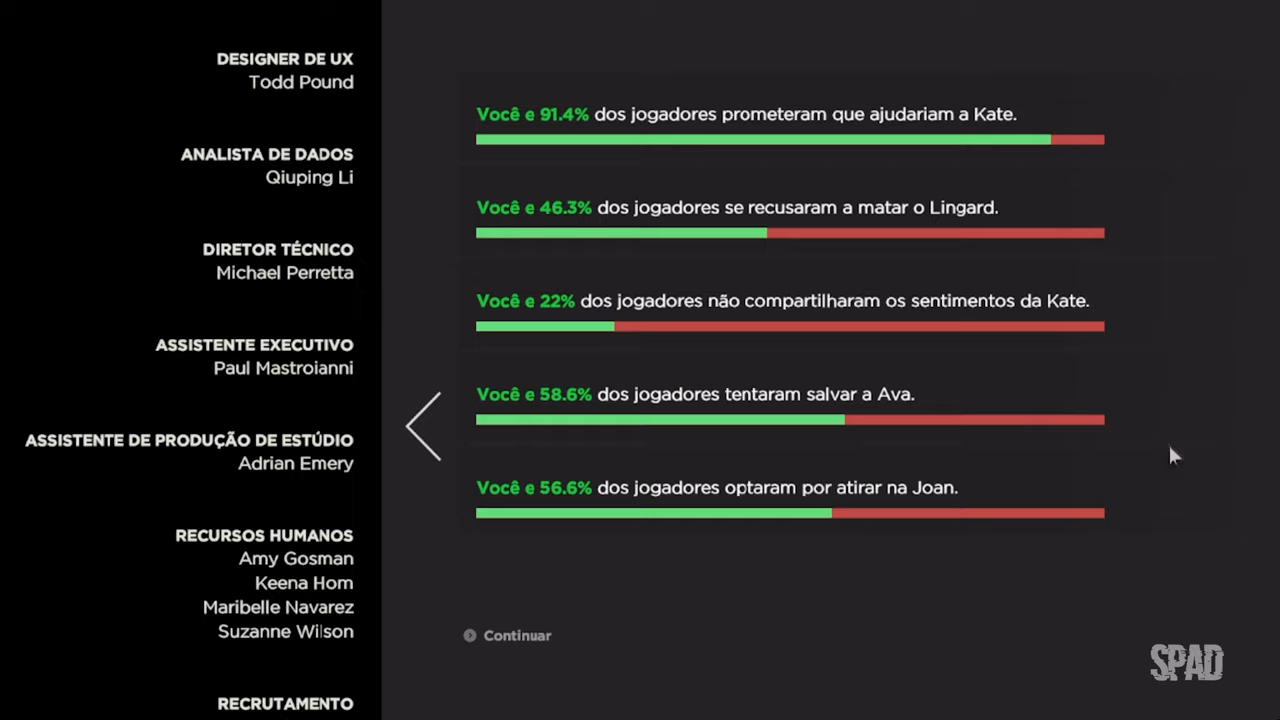 DESIGNER DE UX
Todd Pound
ANALISTA DE DADOS
Qiuping Li
DIRETOR TÉCNICO
Michael Perretta
ASSISTENTE EXECUTIVO
Paul Mastroianni
ASSISTENTE DE PRODUÇÃO DE ESTÚDIO
Adrian Emery
RECURSOS HUMANOS
Amy Gosman
Keena Hom
Maribelle Navarez
Suzanne Wilson
RECRUTAMENTO
Você e 91.4% dos jogadores prometeram que ajudariam a Kate.
Você e 46.3% dos jogadores se recusaram a matar o Lingard.
Você e 22% dos jogadores não compartilharam os sentimentos da Kate.
Você e 58.6% dos jogadores tentaram salvar a Ava.
Você e 56.6% dos jogadores optaram por atirar na Joan.
Continuar
SPAD